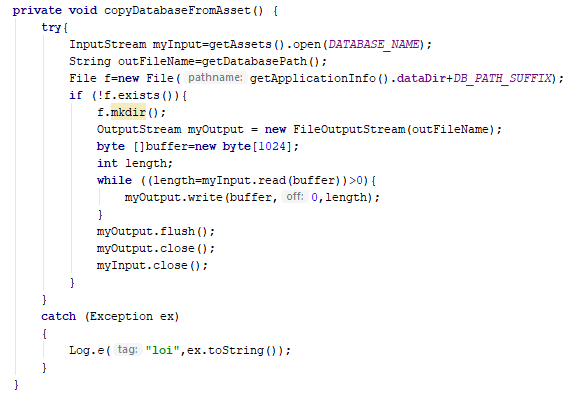 private void copyDatabaseFromAsset() {
try{
InputStream myInput=getAssets().open(DATABASE_NAME);
String outFileName=getDatabasePath();
File f=new File( pathname: getApplicationInfo().dataDir+DB_PATH_SUFFIX);
if (!f.exists()){
f.mkdir();
OutputStream myOutput = new FileOutputStream(outFileName);
byte []buffer=new byte[1024];
int length;
while ((length=myInput.read(buffer))>0){
myOutput.write(buffer, off: 0,length);
}
myOutput.flush();
myOutput.close();
myInput.close();
}
}
catch (Exception ex)
{
Log.e( tag: "loi",ex.toString());
}
}